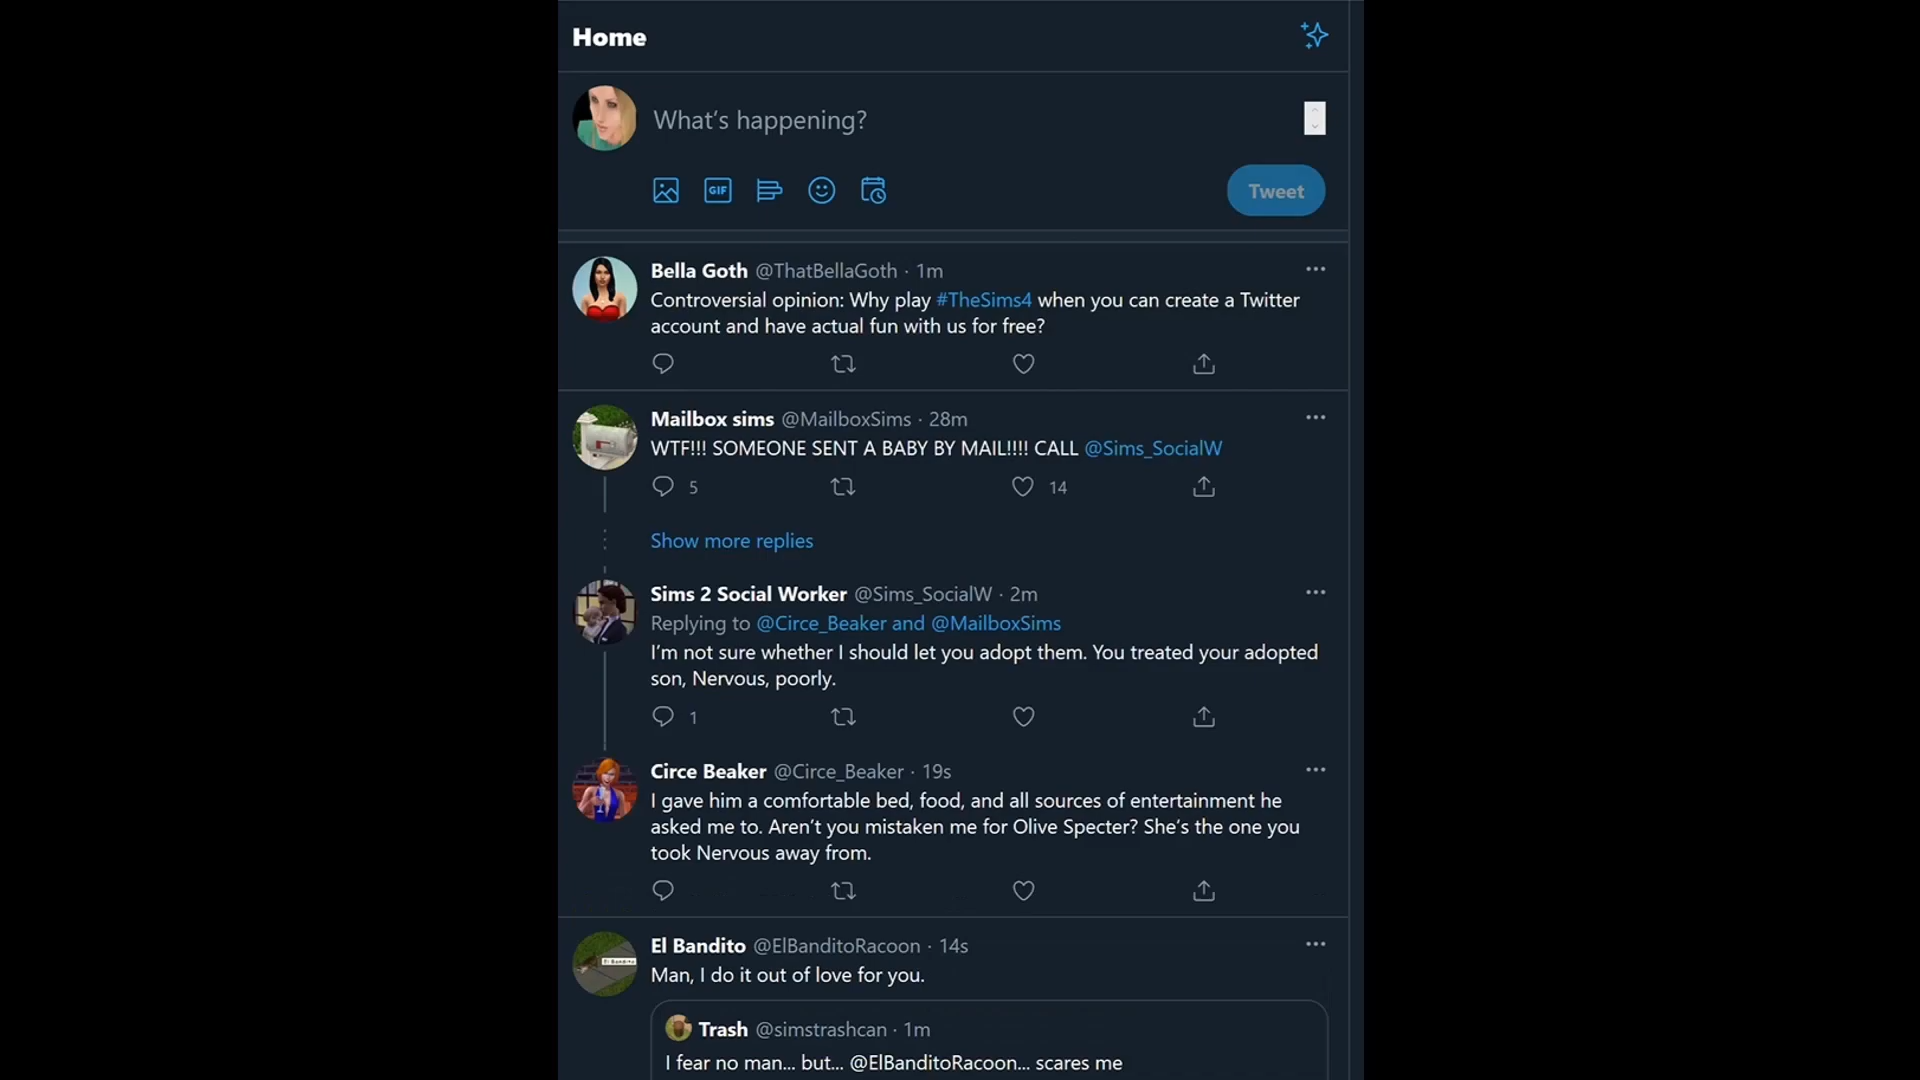 Home
What's happening?
GIF
Tweet
Bella Goth @ThatBellaGoth · 1m
Controversial opinion: Why play #TheSims4 when you can create a Twitter
account and have actual fun with us for free?
Mailbox sims @MailboxSims · 28m
WTF!!! SOMEONE SENT A BABY BY MAIL!!!! CALL @Sims_SocialW
5 14
Show more replies
Sims 2 Social Worker @Sims_SocialW · 2m
Replying to @Circe_Beaker and @MailboxSims
I'm not sure whether I should let you adopt them. You treated your adopted
son, Nervous, poorly.
1
Circe Beaker @Circe_Beaker · 19s
I gave him a comfortable bed, food, and all sources of entertainment he
asked me to. Aren't you mistaken me for Olive Specter? She's the one you
took Nervous away from.
El Bandito @ElBanditoRacoon · 14s
El Bandito
Man, I do it out of love for you.
Trash @simstrashcan · 1m
I fear no man... but... @ElBanditoRacoon... scares me